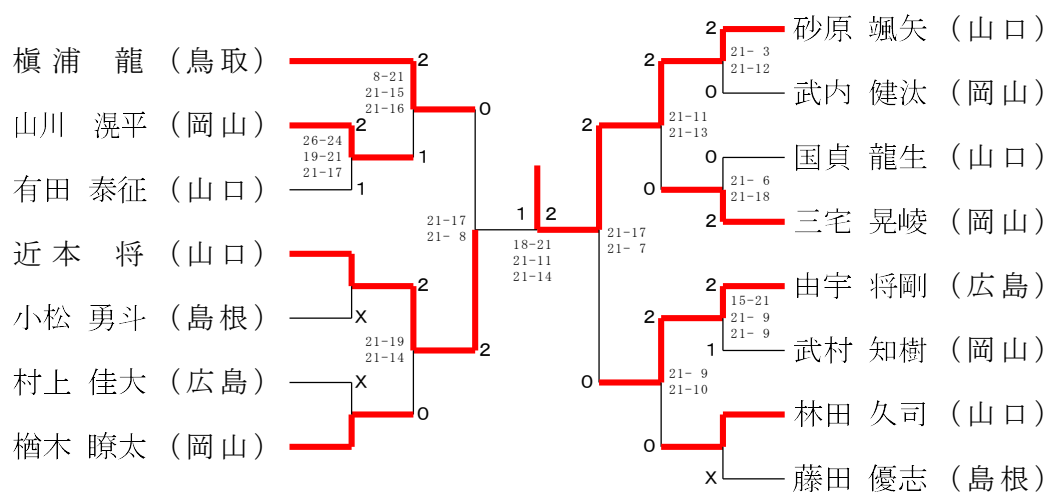 槇浦 龍 （鳥取）
2
8-21
21-15
21-16
0
山川 滉平 （岡山）
2
26-24
19-21
21-17
1
有田 泰征 （山口）
1
21-17
21- 8
近本 将 （山口）
2
小松 勇斗 （島根）
X
21-19
21-14
2
村上 佳大 （広島）
X
0
楢木 瞭太 （岡山）
1
2
18-21
21-11
21-14
2
砂原 颯矢 （山口）
2
21- 3
21-12
0
武内 健汰 （岡山）
2
21-11
21-13
0
国貞 龍生 （山口）
0
21- 6
21-18
2
三宅 晃崚 （岡山）
21-17
21- 7
2
由宇 将剛 （広島）
2
15-21
21- 9
21- 9
1
武村 知樹 （岡山）
0
21- 9
21-10
林田 久司 （山口）
0
X
藤田 優志 （島根）